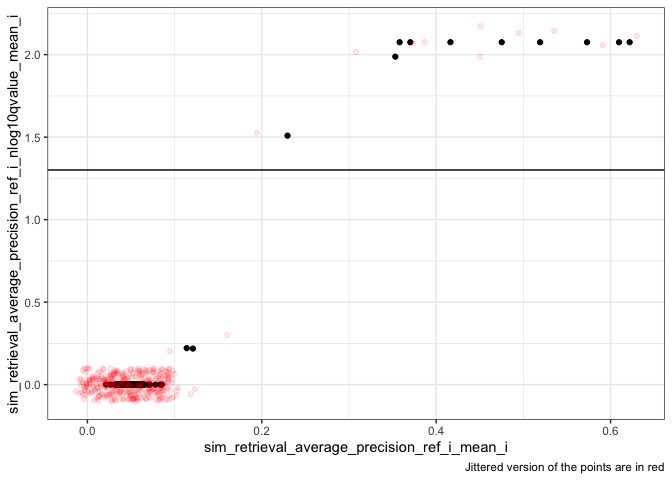 sim_retrieval_average_precision_ref_i_nlog10qvalue_mean_i
2.0
1.5
1.0
0.5
0.0
0.0 0.2 0.4 0.6
sim_retrieval_average_precision_ref_i_mean_i
Jittered version of the points are in red